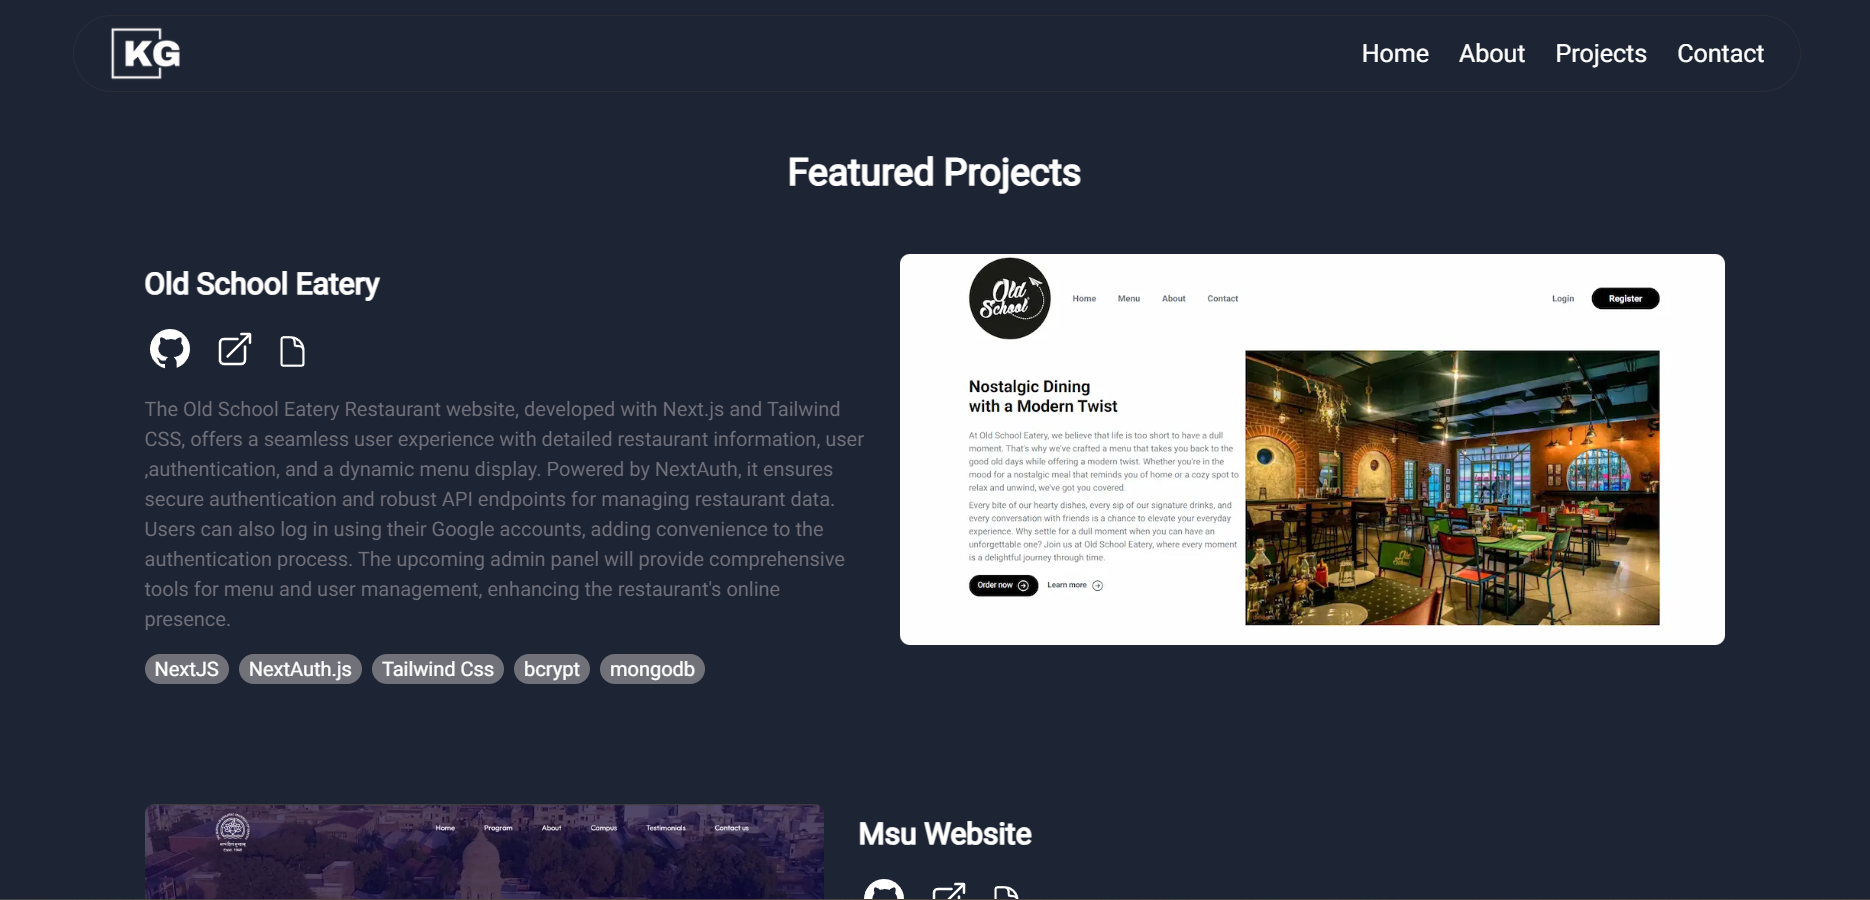 KG
Home About Projects Contact
Featured Projects
Old School Eatery
The Old School Eatery Restaurant website, developed with Next.js and Tailwind
CSS, offers a seamless user experience with detailed restaurant information, user
,authentication, and a dynamic menu display. Powered by NextAuth, it ensures
secure authentication and robust API endpoints for managing restaurant data.
Users can also log in using their Google accounts, adding convenience to the
authentication process. The upcoming admin panel will provide comprehensive
tools for menu and user management, enhancing the restaurant's online
presence.
NextJS NextAuth.js Tailwind Css bcrypt mongodb
Old School
Home Menu About Contact
Login Register
Nostalgic Dining
with a Modern Twist
At Old School Eatery, we believe that life is too short to have a dull
moment. That's why we've crafted a menu that takes you back to the
good old days while offering a modern twist. Whether you're in the
mood for a nostalgic meal that reminds you of home or a cozy spot to
relax and unwind, we've got you covered.
Every bite of our hearty dishes, every sip of our signature drinks, and
every conversation with friends is a chance to elevate your everyday
experience. Why settle for a dull moment when you can have an
unforgettable one? Join us at Old School Eatery, where every moment
is a delightful journey through time.
Order now Learn more
Home Program About Campus Testimonials Contact us
Msu Website